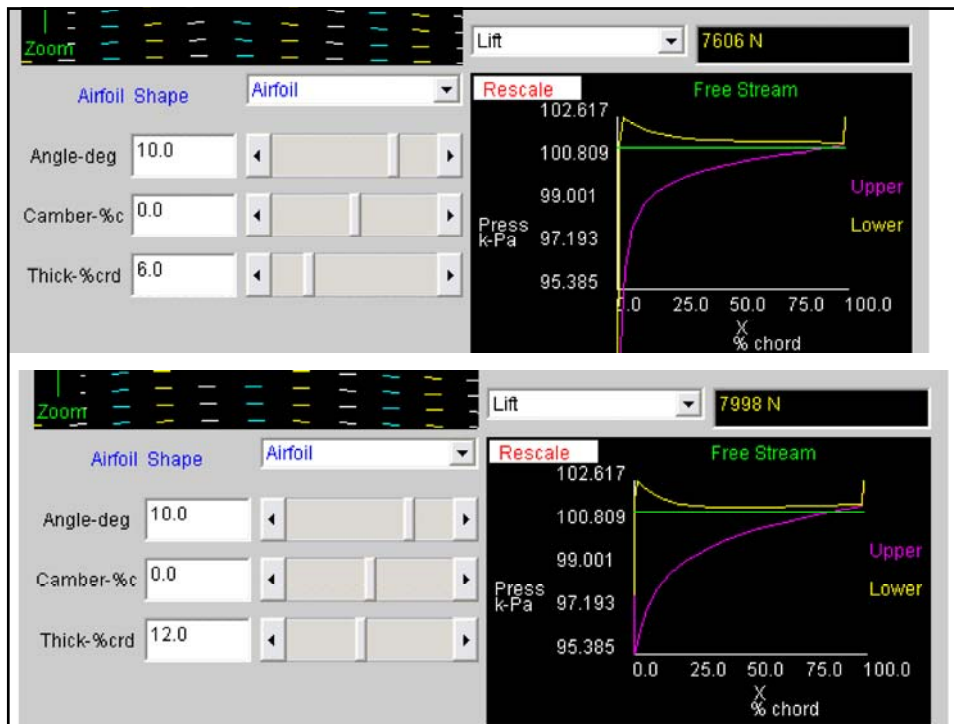 Zoom
Lift 7606 N
Airfoil Shape Airfoil
Angle-deg 10.0
Camber-%c 0.0
Thick-%crd 6.0
Rescale Free Stream
102.617
100.809
99.001
97.193
95.385
Press
k-Pa
Upper
Lower
25.0 50.0 75.0 100.0
X
% chord
Zoom
Lift 7998 N
Airfoil Shape Airfoil
Angle-deg 10.0
Camber-%c 0.0
Thick-%crd 12.0
Rescale Free Stream
102.617
100.809
99.001
97.193
95.385
Press
k-Pa
Upper
Lower
0.0 25.0 50.0 75.0 100.0
X
% chord